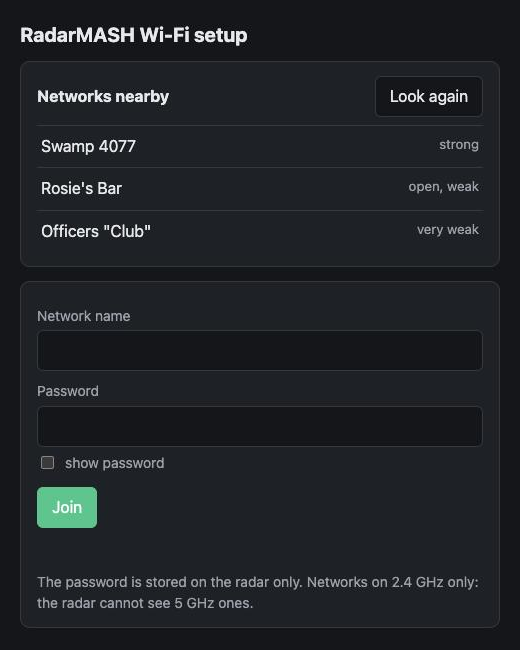 RadarMASH Wi-Fi setup
Networks nearby
Look again
Swamp 4077
strong
Rosie's Bar
open, weak
Officers "Club"
very weak
Network name
Password
show password
Join
The password is stored on the radar only. Networks on 2.4 GHz only:
the radar cannot see 5 GHz ones.